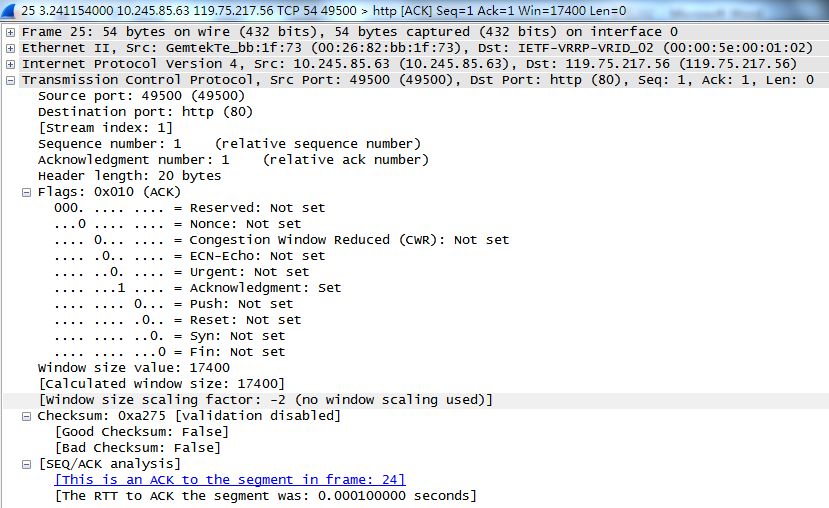 25 3.241154000 10.245.85.63 119.75.217.56 TCP 54 49500 > http [ACK] Seq=1 Ack=1 Win=17400 Len=0
Frame 25: 54 bytes on wire (432 bits), 54 bytes captured (432 bits) on interface 0
Ethernet II, Src: GemtekTe_bb:1f:73 (00:26:82:bb:1f:73), Dst: IETF-VRRP-VRID_02 (00:00:5e:00:01:02)
Internet Protocol Version 4, Src: 10.245.85.63 (10.245.85.63), Dst: 119.75.217.56 (119.75.217.56)
Transmission Control Protocol, Src Port: 49500 (49500), Dst Port: http (80), Seq: 1, Ack: 1, Len: 0
Source port: 49500 (49500)
Destination port: http (80)
[Stream index: 1]
Sequence number: 1    (relative sequence number)
Acknowledgment number: 1    (relative ack number)
Header length: 20 bytes
Flags: 0x010 (ACK)
000. .... .... = Reserved: Not set
...0 .... .... = Nonce: Not set
.... 0... .... = Congestion Window Reduced (CWR): Not set
.... .0.. .... = ECN-Echo: Not set
.... ..0. .... = Urgent: Not set
.... ...1 .... = Acknowledgment: Set
.... .... 0... = Push: Not set
.... .... .0.. = Reset: Not set
.... .... ..0. = Syn: Not set
.... .... ...0 = Fin: Not set
Window size value: 17400
[Calculated window size: 17400]
[Window size scaling factor: -2 (no window scaling used)]
Checksum: 0xa275 [validation disabled]
[Good Checksum: False]
[Bad Checksum: False]
[SEQ/ACK analysis]
[This is an ACK to the segment in frame: 24]
[The RTT to ACK the segment was: 0.000100000 seconds]